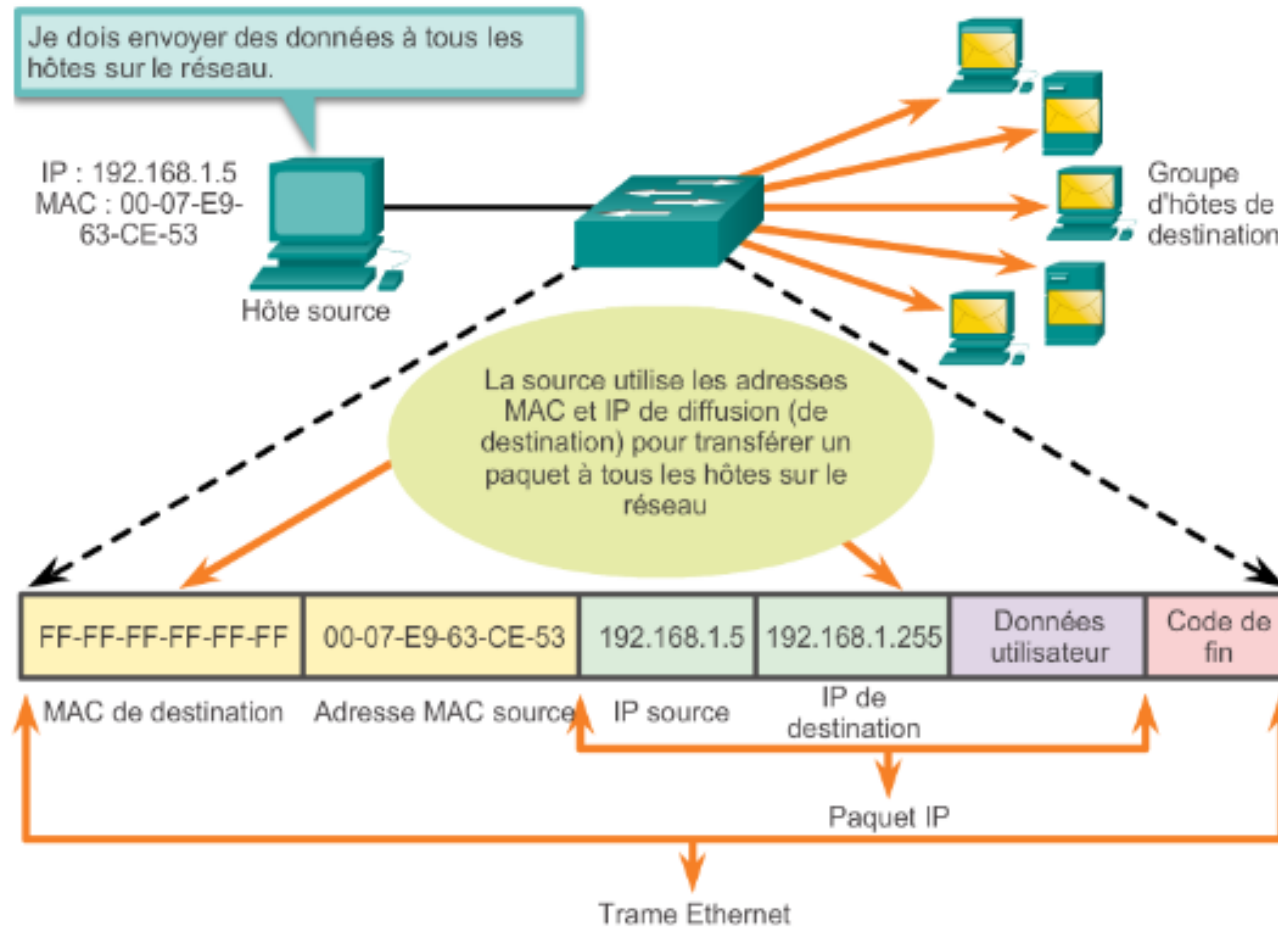 Je dois envoyer des données à tous les
hôtes sur le réseau.
IP : 192.168.1.5
MAC : 00-07-E9-
63-CE-53
Hôte source
Groupe
d'hôtes de
destination
La source utilise les adresses
MAC et IP de diffusion (de
destination) pour transférer un
paquet à tous les hôtes sur le
réseau
FF-FF-FF-FF-FF-FF
00-07-E9-63-CE-53
192.168.1.5
192.168.1.255
Données
utilisateur
Code de
fin
MAC de destination
Adresse MAC source
IP source
IP de
destination
Paquet IP
Trame Ethernet